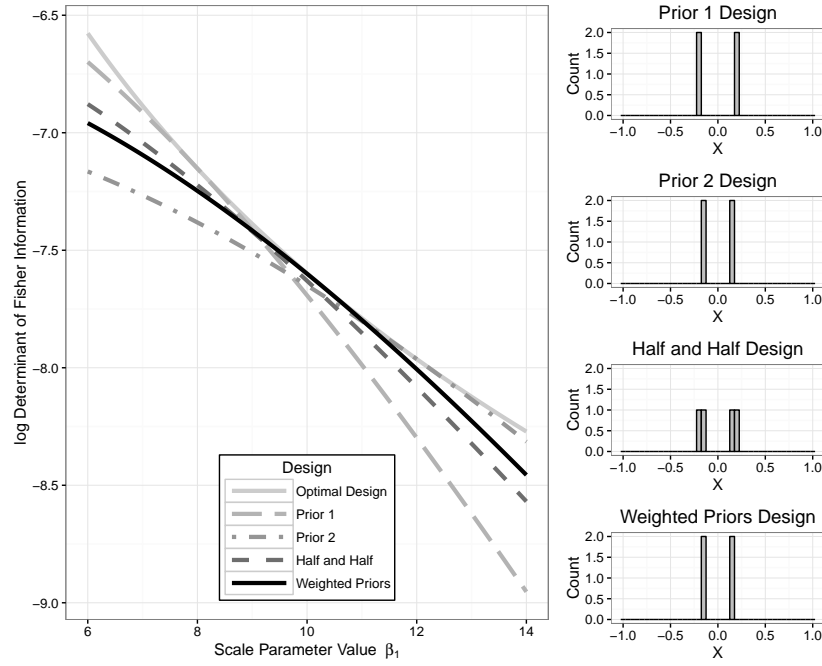 −6.5
−7.0
−7.5
−8.0
−8.5
−9.0
log Determinant of Fisher Information
6
8
10
12
14
Scale Parameter Value β₁
Design
Optimal Design
Prior 1
Prior 2
Half and Half
Weighted Priors
Prior 1 Design
2.0
1.5
1.0
0.5
0.0
Count
−1.0 −0.5 0.0 0.5 1.0
X
Prior 2 Design
2.0
1.5
1.0
0.5
0.0
Count
−1.0 −0.5 0.0 0.5 1.0
X
Half and Half Design
2.0
1.5
1.0
0.5
0.0
Count
−1.0 −0.5 0.0 0.5 1.0
X
Weighted Priors Design
2.0
1.5
1.0
0.5
0.0
Count
−1.0 −0.5 0.0 0.5 1.0
X